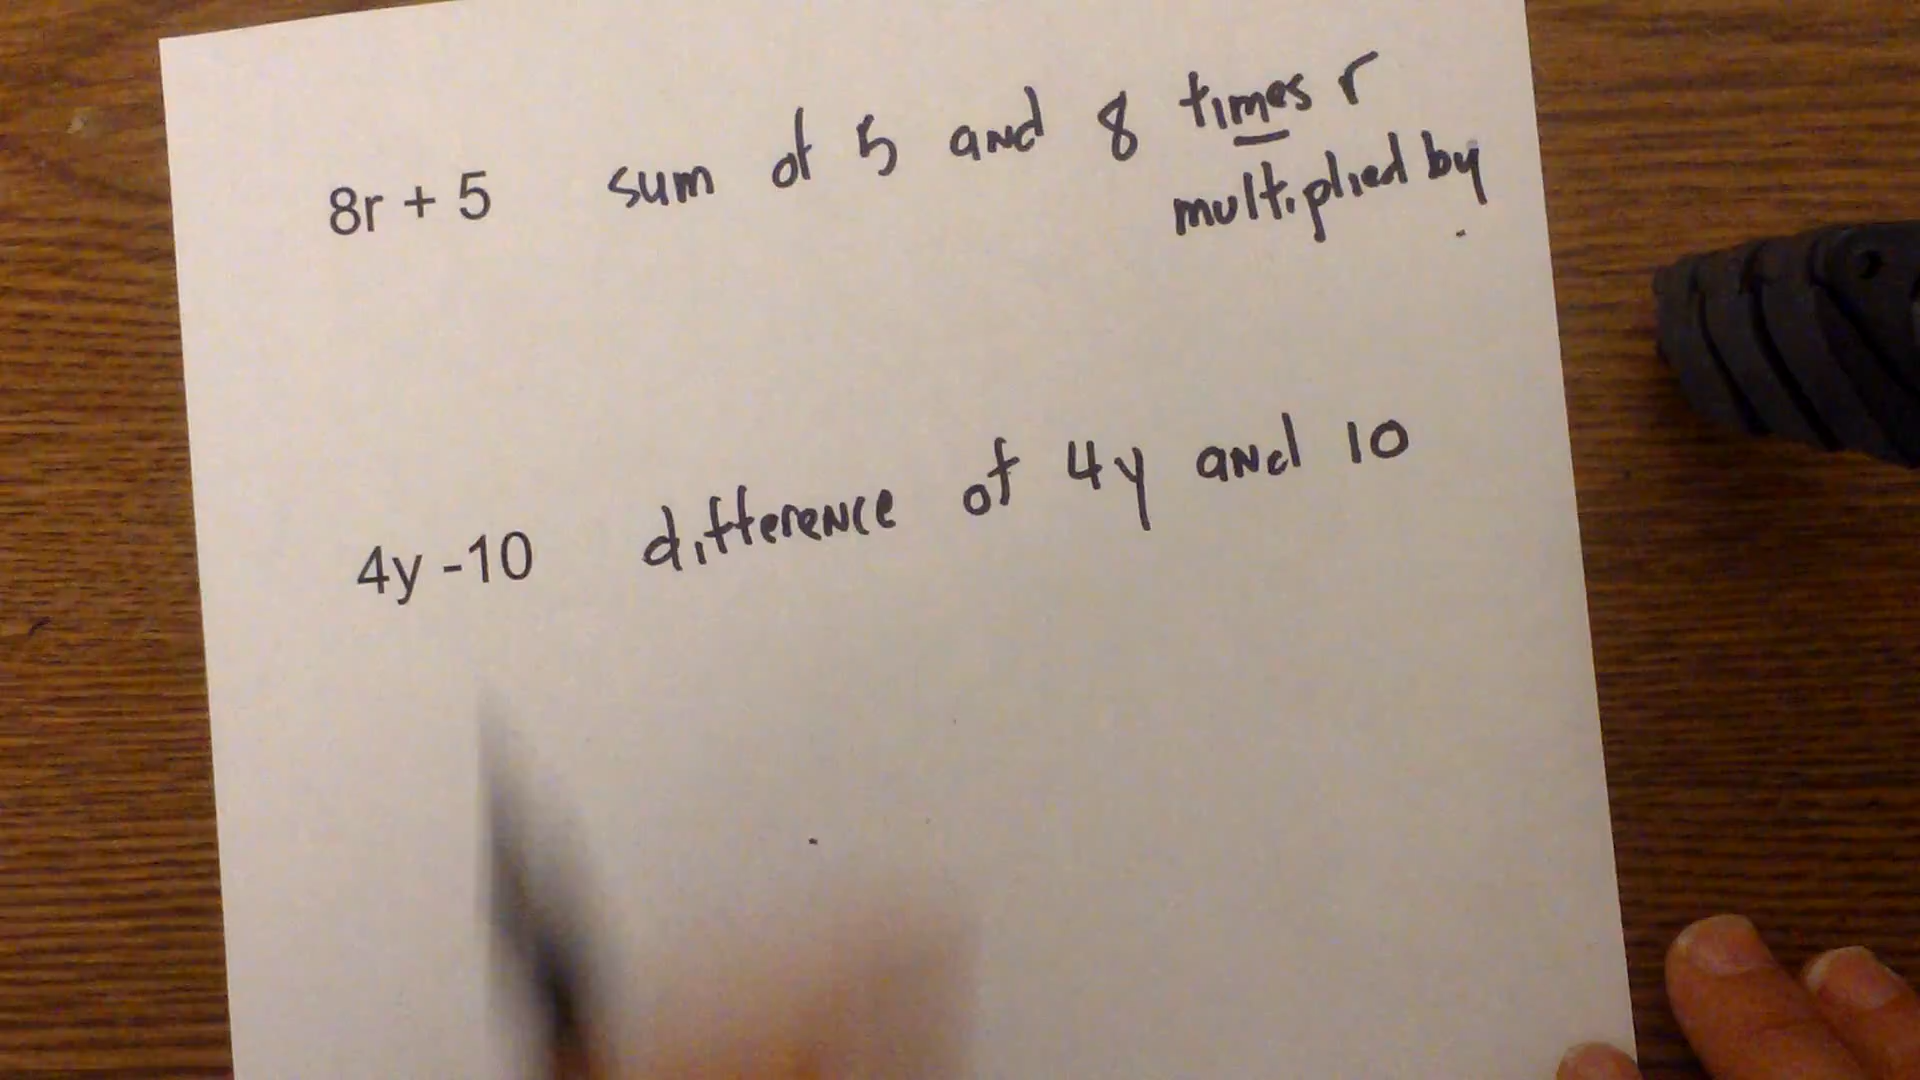 8r + 5 sum of 5 and 8 times r
multiplied by
4y -10 difference of 4y and 10